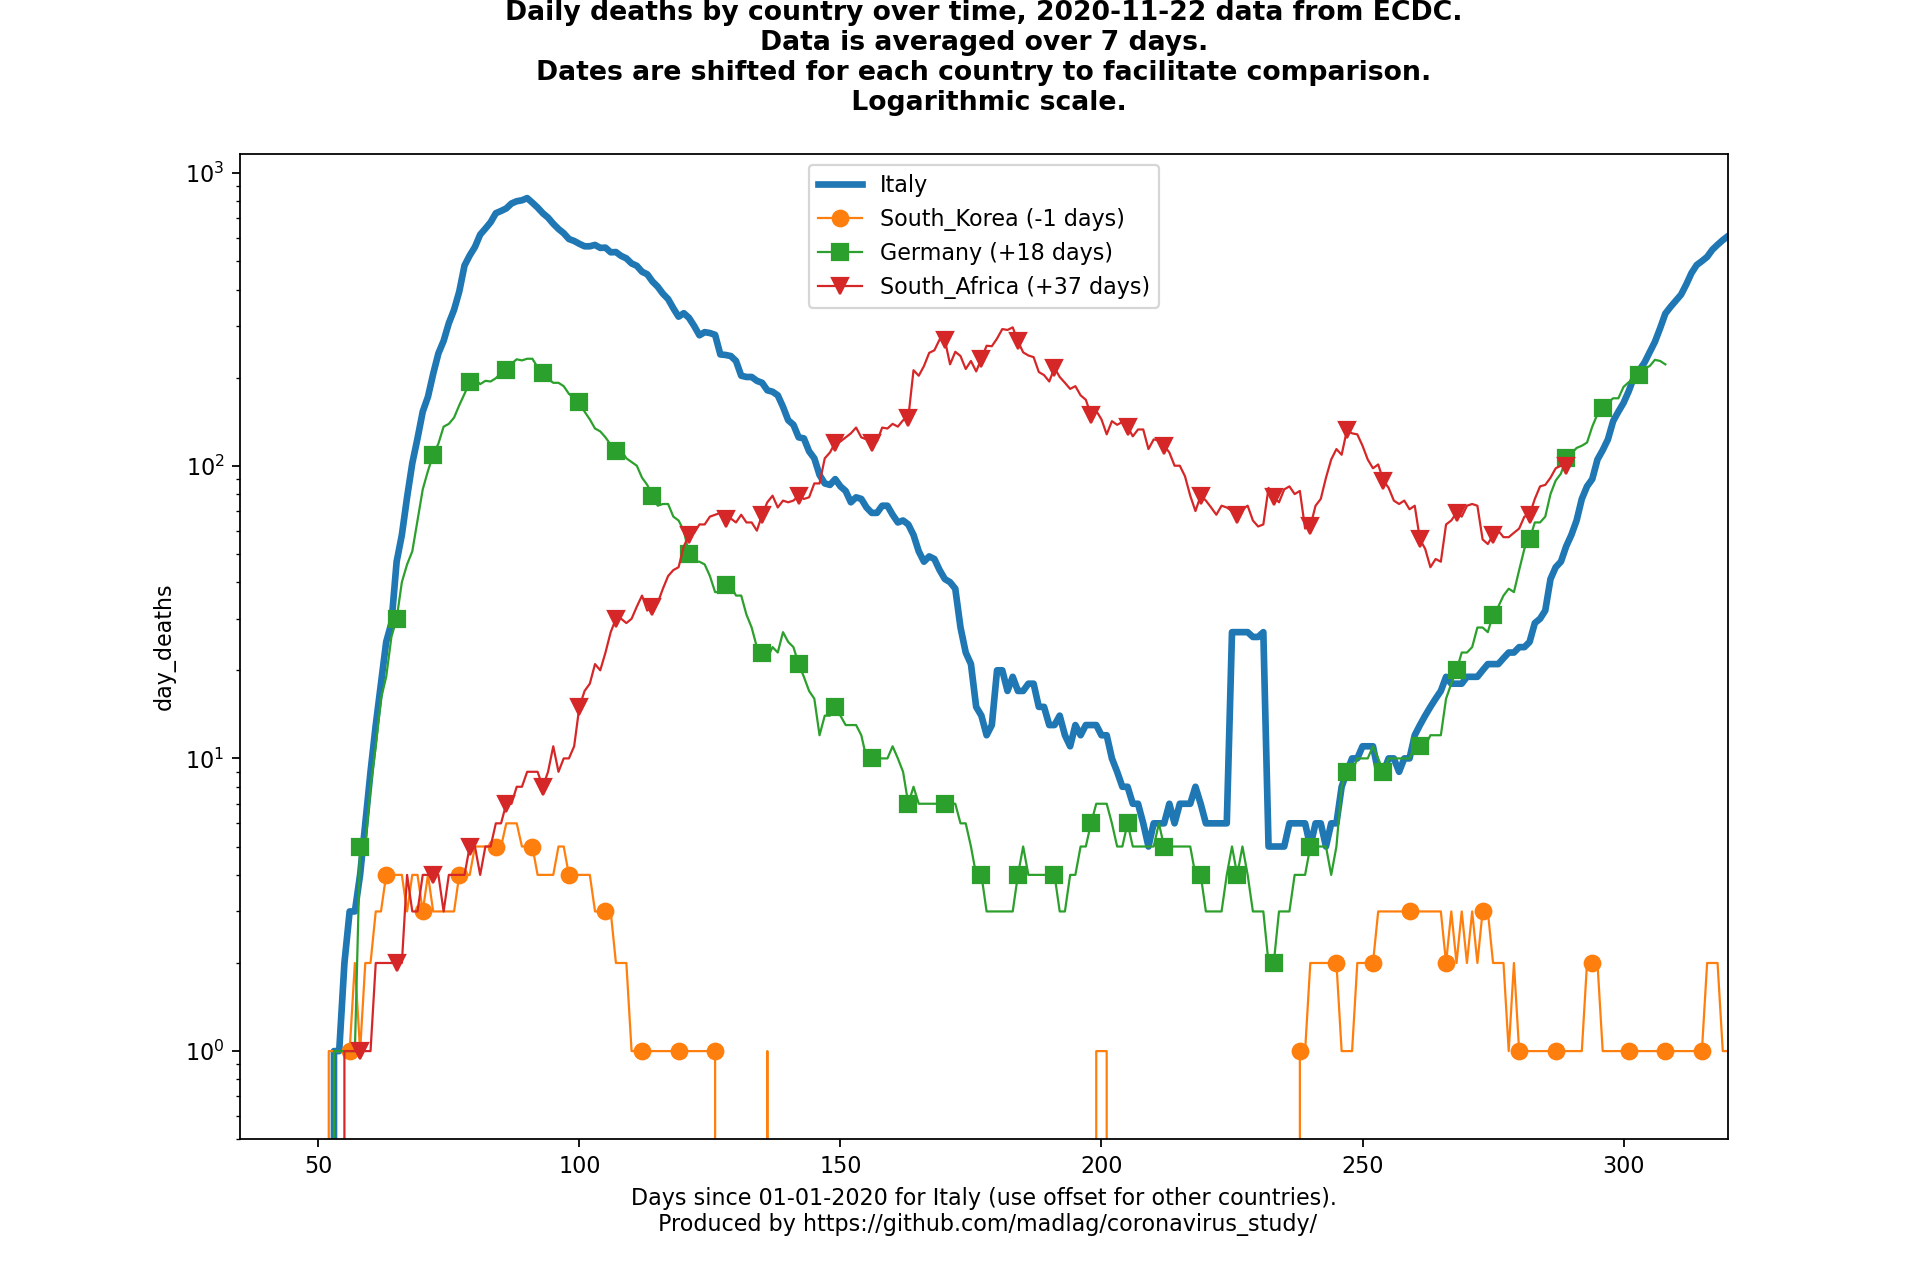 Daily deaths by country over time, 2020-11-22 data from ECDC.
Data is averaged over 7 days.
Dates are shifted for each country to facilitate comparison.
Logarithmic scale.
10³
10²
10¹
10⁰
day_deaths
Italy
South_Korea (-1 days)
Germany (+18 days)
South_Africa (+37 days)
50 100 150 200 250 300
Days since 01-01-2020 for Italy (use offset for other countries).
Produced by https://github.com/madlag/coronavirus_study/